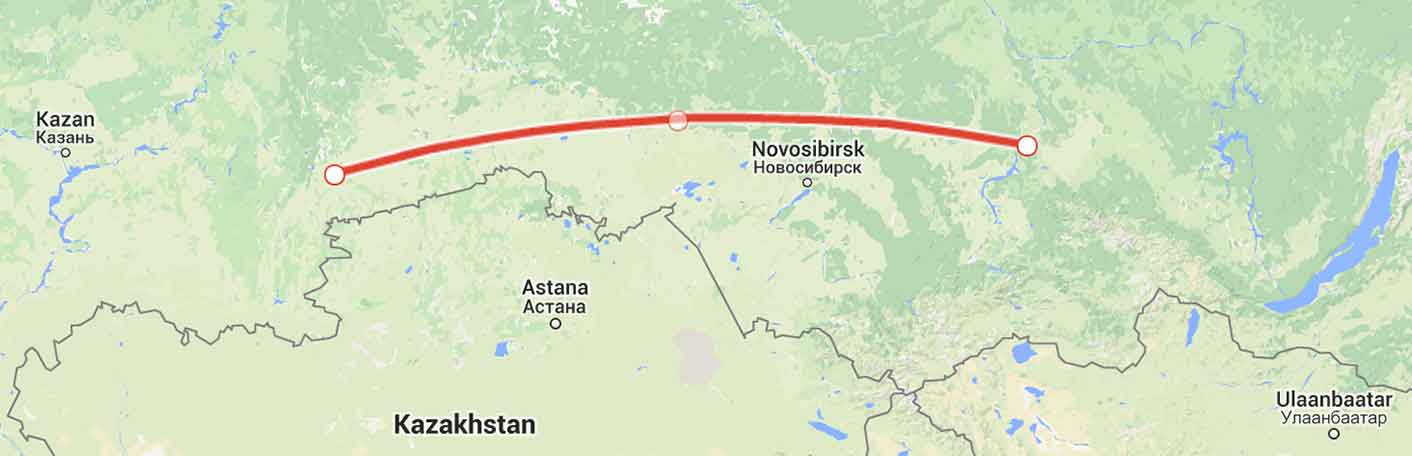 Kazan
Казань
Novosibirsk
Новосибирск
Astana
Астана
Ulaanbaatar
Улаанбаатар
Kazakhstan